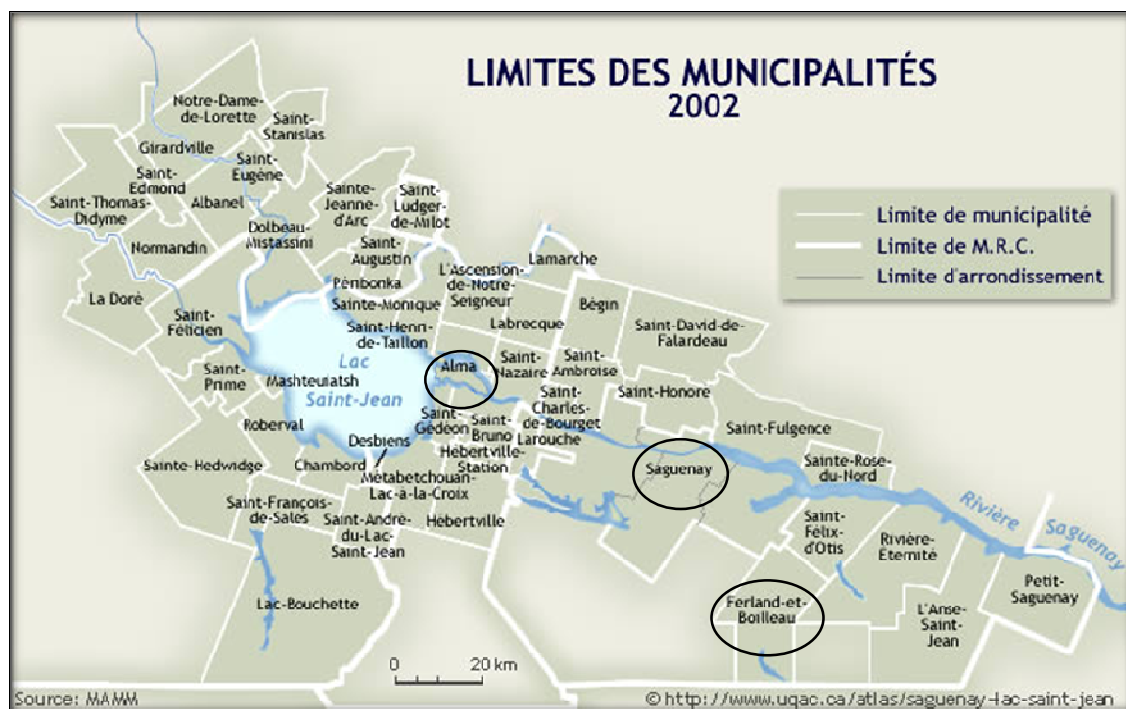 LIMITES DES MUNICIPALITÉS
2002
Limite de municipalité
Limite de M.R.C.
Limite d'arrondissement
Notre-Dame-
de-Lorette
Saint-
Stanislas
Girardville
Saint-
Edmond
Saint-
Eugène
Saint-Thomas-
Didyme
Albanel
Sainte-
Jeanne-
d'Arc
Saint-
Ludger-
de-Milot
Normandin
Dolbeau-
Mistassini
Saint-
Augustin
L'Ascension-
de-Notre-
Seigneur
Lamarche
La Doré
Péribonka
Sainte-Monique
Bégin
Saint-
Félicien
Saint-Henri-
de-Taillon
Labrecque
Saint-David-de-
Falardeau
Lac
Saint-Jean
Alma
Saint-
Nazaire
Saint-
Ambroise
Saint-
Prime
Mashteuiatsh
Saint-Honore
Saint-
Charles-
de-Bourget
Roberval
Saint-
Gédéon
Saint-
Bruno
Larouche
Saint-Fulgence
Desbiens
Hébertville-
Station
Sainte-Hedwidge
Chambord
Métabetchouan-
Lac-à-la-Croix
Saguenay
Sainte-Rose-
du-Nord
Saint-François-
de-Sales
Saint-André-
du-Lac-
Saint-Jean
Hébertville
Saint-
Félix-
d'Otis
Rivière-
Éternité
Rivière Saguenay
Lac-Bouchette
Ferland-et-
Boilleau
L'Anse-
Saint-
Jean
Petit-
Saguenay
0 20 km
Source: MAMM
© http://www.uqac.ca/atlas/saguenay-lac-saint-jean